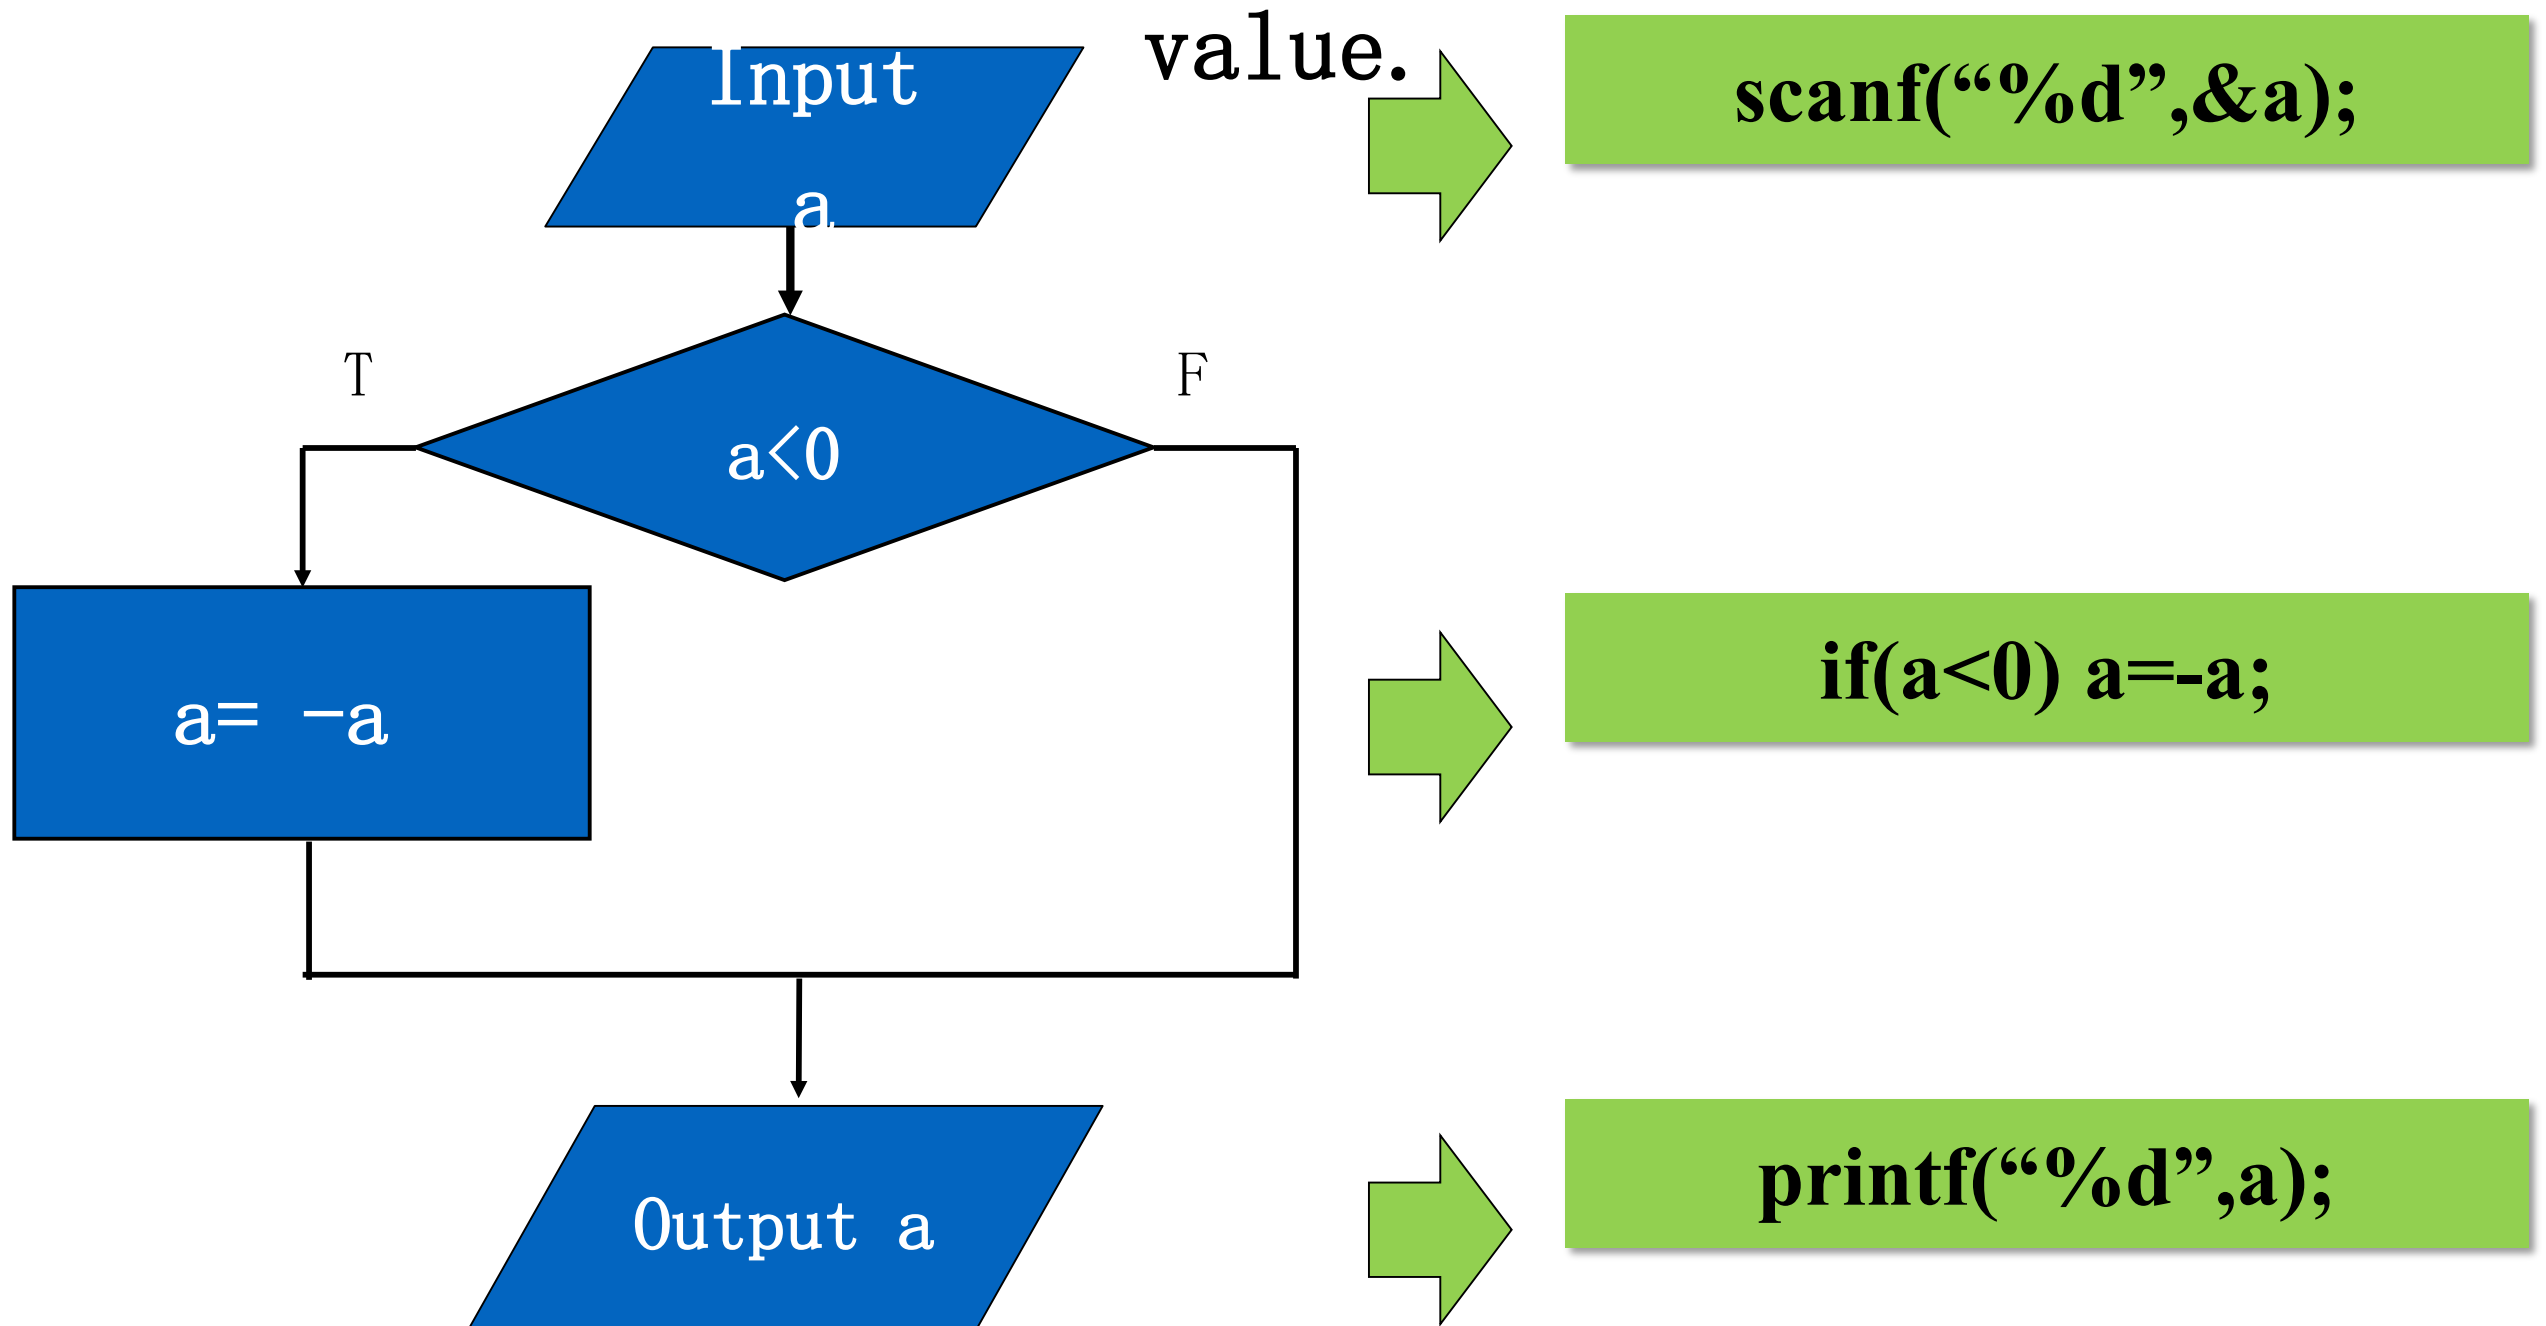 value.
Input
a
scanf(“%d”,&a);
T
F
a<0
a= -a
if(a<0) a=-a;
Output a
printf(“%d”,a);